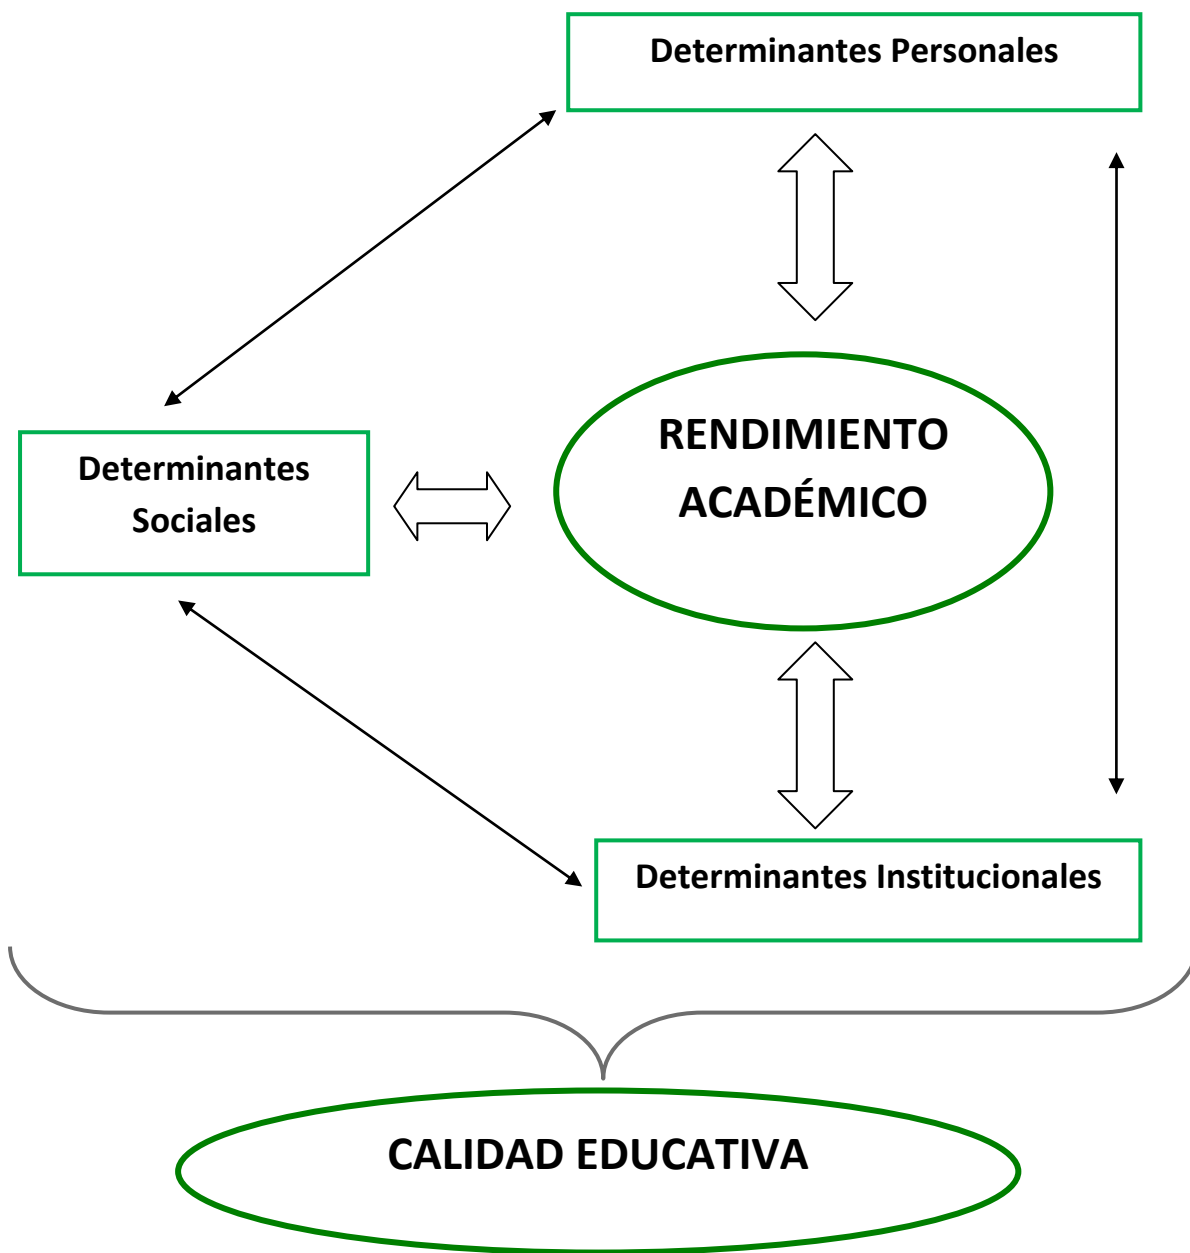 Determinantes Personales
RENDIMIENTO
ACADÉMICO
Determinantes
Sociales
Determinantes Institucionales
CALIDAD EDUCATIVA